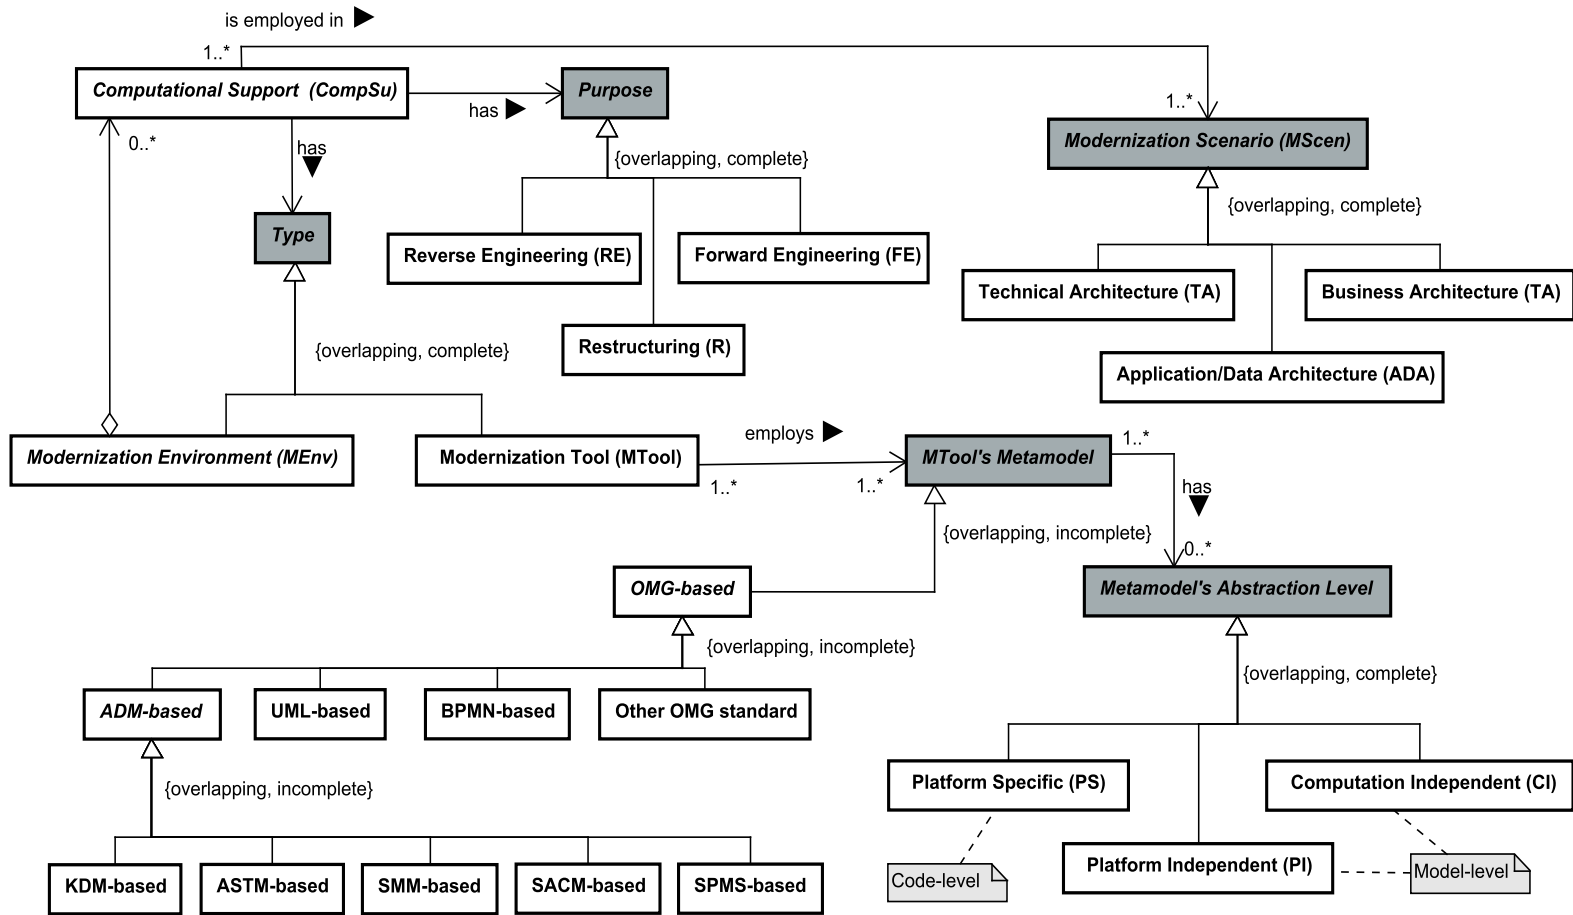 is employed in
1..*
Computational Support (CompSu)
has
Purpose
1..*
0..*
has
{overlapping, complete}
Modernization Scenario (MScen)
{overlapping, complete}
Type
Reverse Engineering (RE)
Forward Engineering (FE)
Technical Architecture (TA)
Business Architecture (TA)
Restructuring (R)
{overlapping, complete}
Application/Data Architecture (ADA)
employs
1..*
Modernization Environment (MEnv)
Modernization Tool (MTool)
MTool's Metamodel
1..*
1..*
has
{overlapping, incomplete}
0..*
OMG-based
Metamodel's Abstraction Level
{overlapping, incomplete}
{overlapping, complete}
ADM-based
UML-based
BPMN-based
Other OMG standard
{overlapping, incomplete}
Platform Specific (PS)
Computation Independent (CI)
Platform Independent (PI)
Code-level
Model-level
KDM-based
ASTM-based
SMM-based
SACM-based
SPMS-based